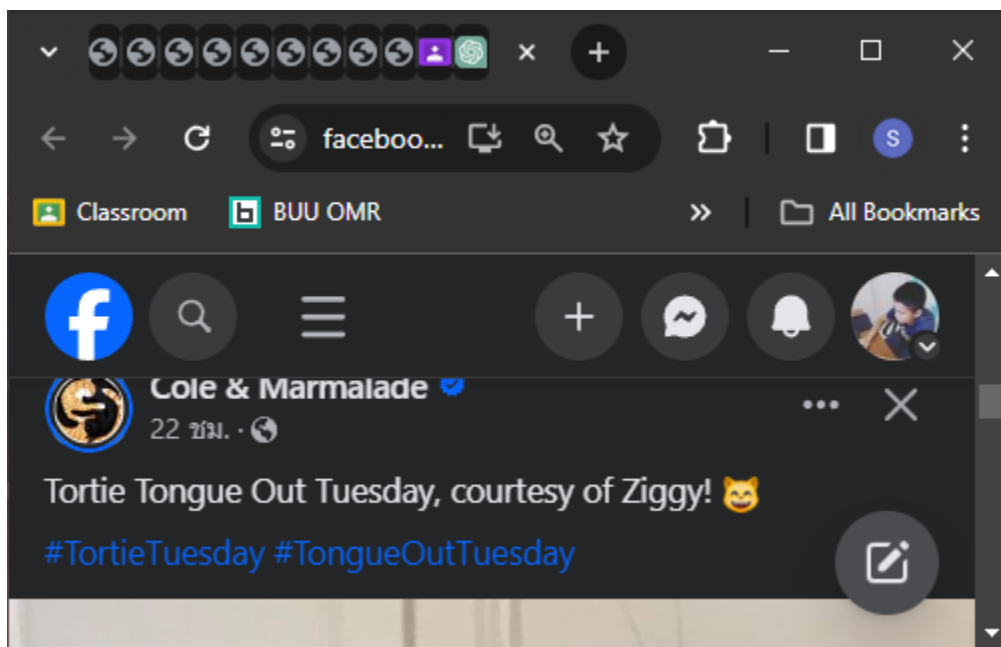 faceboo...
S
Classroom BUU OMR All Bookmarks
Cole & Marmalade
22 ชม.
Tortie Tongue Out Tuesday, courtesy of Ziggy! 😸
#TortieTuesday #TongueOutTuesday